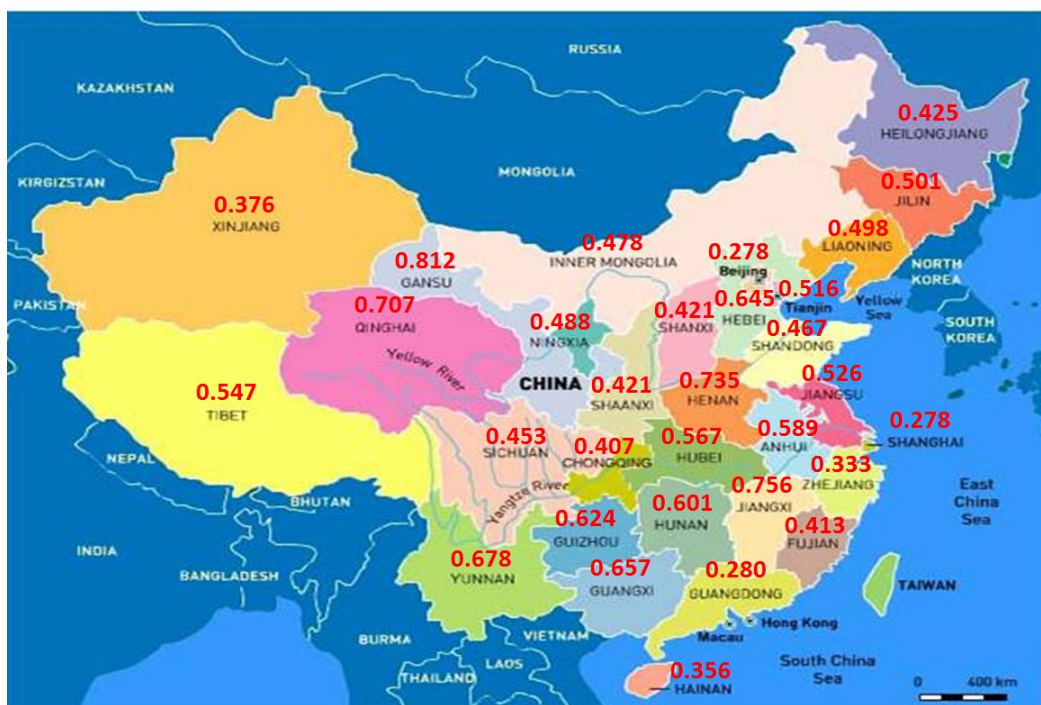 RUSSIA
KAZAKHSTAN
0.425
HEILONGJIANG
MONGOLIA
KIRGIZSTAN
0.501
JILIN
0.376
XINJIANG
0.498
LIAONING
0.478
INNER MONGOLIA
0.278
Beijing
0.812
GANSU
NORTH
KOREA
0.516
Tianjin
0.645
HEBEI
Yellow
Sea
PAKISTAN
0.707
QINGHAI
0.421
SHANXI
0.488
NINGXIA
0.467
SHANDONG
SOUTH
KOREA
Yellow River
CHINA
0.735
HENAN
0.526
JIANGSU
0.547
TIBET
0.421
SHAANXI
0.278
SHANGHAI
0.453
SICHUAN
0.407
CHONGQING
0.567
HUBEI
0.589
ANHUI
NEPAL
0.333
ZHEJIANG
Yangtze River
0.756
JIANGXI
East
China
Sea
BHUTAN
0.601
HUNAN
0.624
GUIZHOU
0.413
FUJIAN
INDIA
0.678
YUNNAN
0.657
GUANGXI
0.280
GUANGDONG
BANGLADESH
TAIWAN
Hong Kong
Macau
BURMA
VIETNAM
LAOS
THAILAND
0.356
HAINAN
South China
Sea
0 400 km